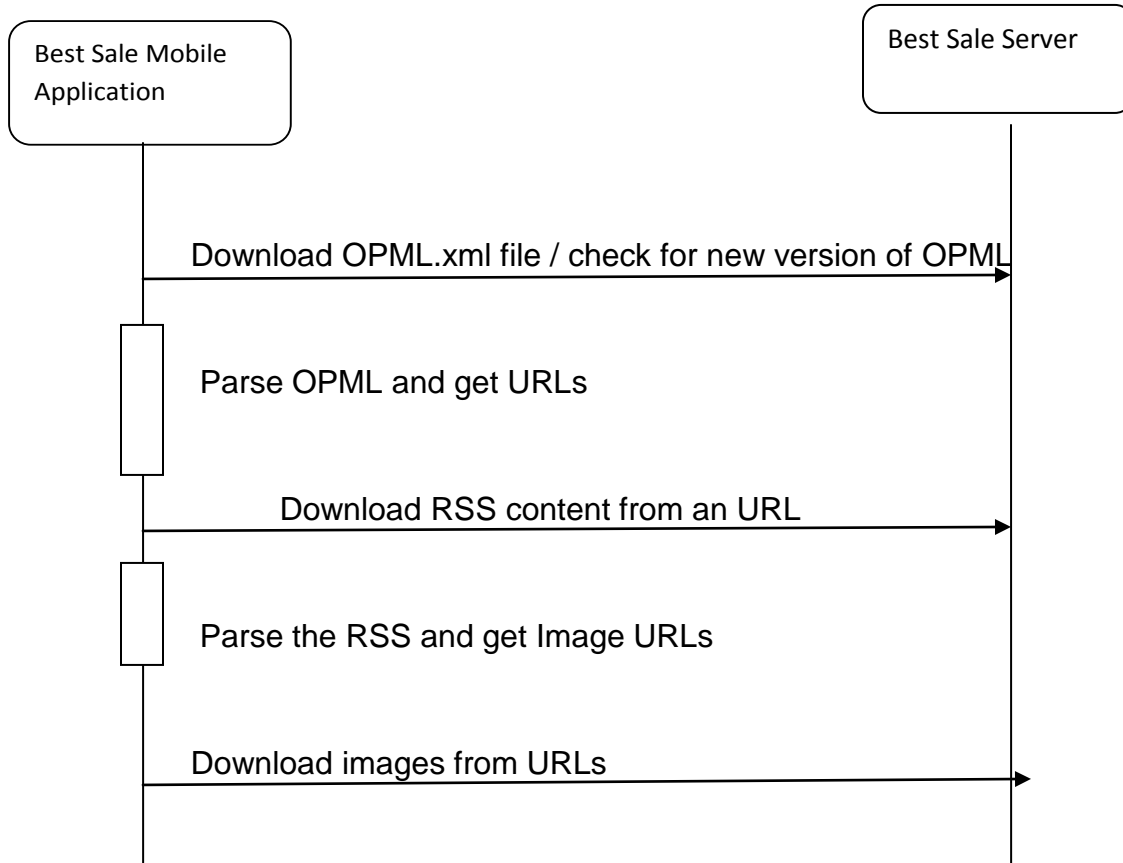 Best Sale Mobile
Application
Best Sale Server
Download OPML.xml file / check for new version of OPML
Parse OPML and get URLs
Download RSS content from an URL
Parse the RSS and get Image URLs
Download images from URLs